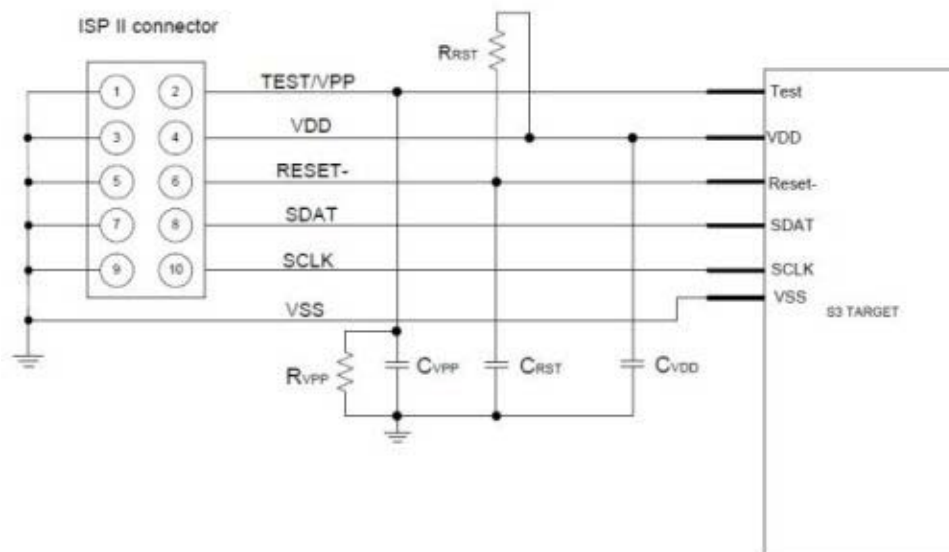 ISP II connector
RRST
1 2 TEST/VPP Test
3 4 VDD VDD
5 6 RESET- Reset-
7 8 SDAT SDAT
9 10 SCLK SCLK
VSS VSS
S3 TARGET
RVPP CVPP CRST CVDD